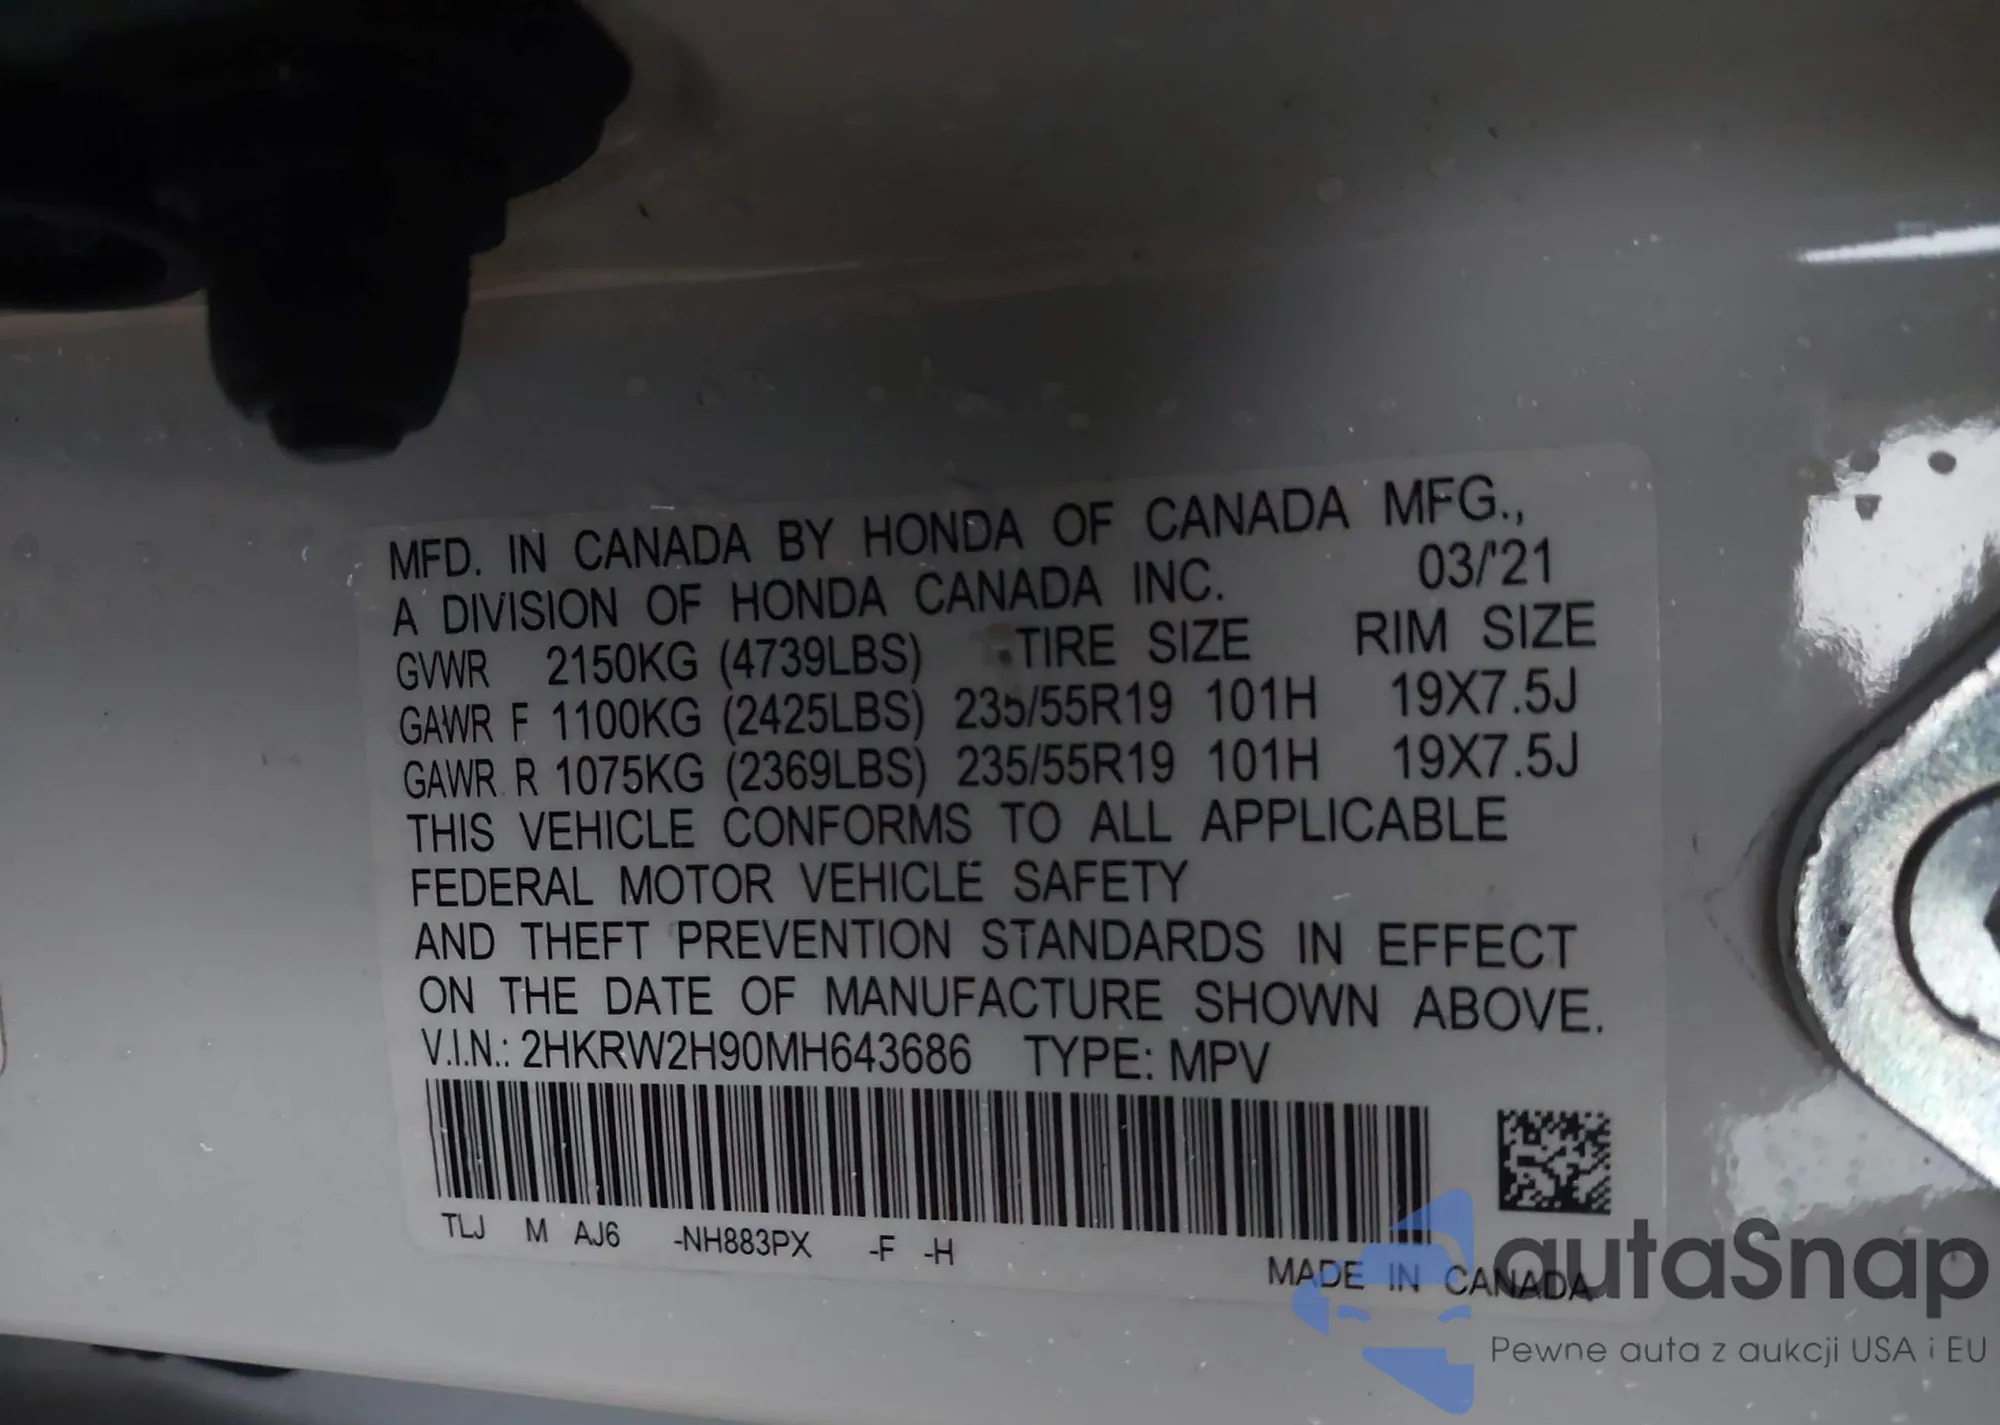 MFD. IN CANADA BY HONDA OF CANADA MFG.,
A DIVISION OF HONDA CANADA INC. 03/'21
GVWR 2150KG (4739LBS) TIRE SIZE RIM SIZE
GAWR F 1100KG (2425LBS) 235/55R19 101H 19X7.5J
GAWR R 1075KG (2369LBS) 235/55R19 101H 19X7.5J
THIS VEHICLE CONFORMS TO ALL APPLICABLE
FEDERAL MOTOR VEHICLE SAFETY
AND THEFT PREVENTION STANDARDS IN EFFECT
ON THE DATE OF MANUFACTURE SHOWN ABOVE.
V.I.N.: 2HKRW2H90MH643686 TYPE: MPV
TLJ M AJ6 -NH883PX -F -H
MADE IN CANADA
autaSnap
Pewne auta z aukcji USA i EU